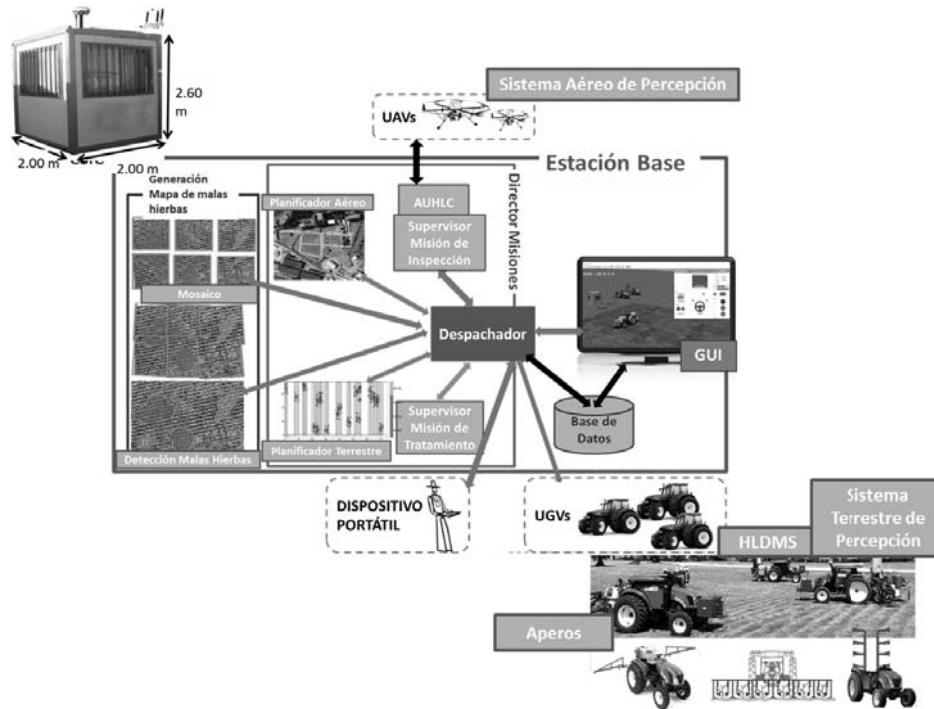 2.60
m
2.00 m
2.00 m
Sistema Aéreo de Percepción
UAVs
Estación Base
Generación
Mapa de malas
hierbas
Planificador Aéreo
AUHLC
Supervisor
Misión de
Inspección
Director Misiones
Mosaico
Despachador
GUI
Base de
Datos
Supervisor
Misión de
Tratamiento
Detección Malas Hierbas
Planificador Terrestre
DISPOSITIVO
PORTÁTIL
UGVs
HLDMS
Sistema
Terrestre de
Percepción
Aperos